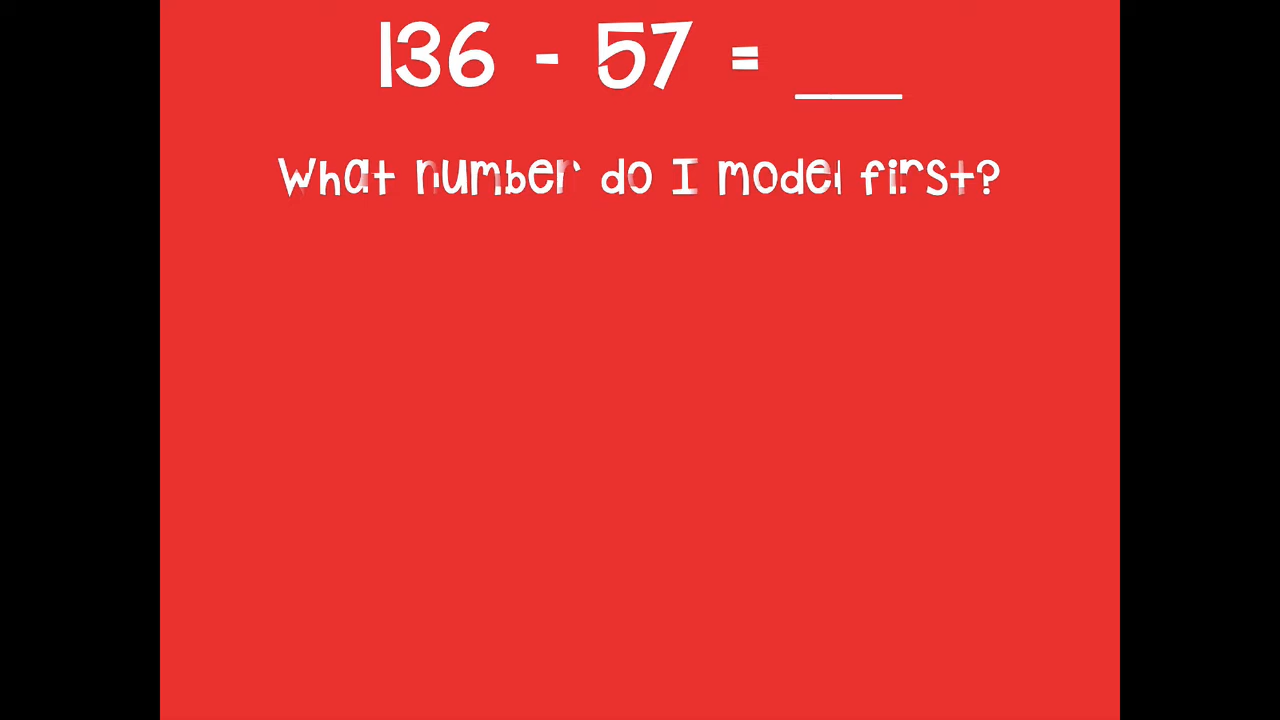 136 - 57 = ___
What number do I model first?